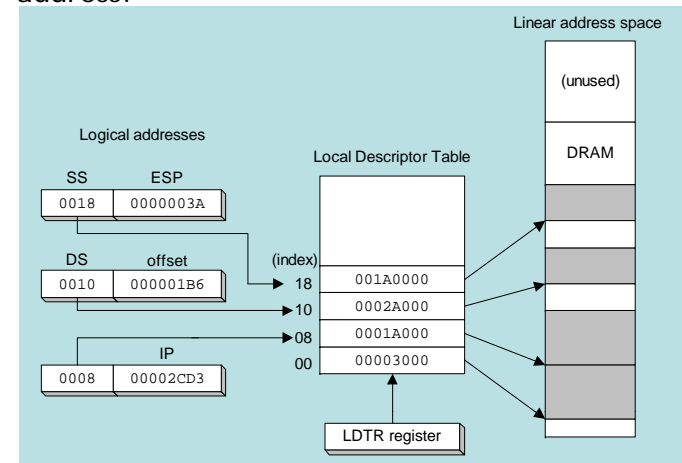 address.
Linear address space
(unused)
Logical addresses
Local Descriptor Table
DRAM
SS ESP
0018 0000003A
DS offset
(index)
0010 000001B6
18 001A0000
10 0002A000
08 0001A000
IP
00 00003000
0008 00002CD3
LDTR register